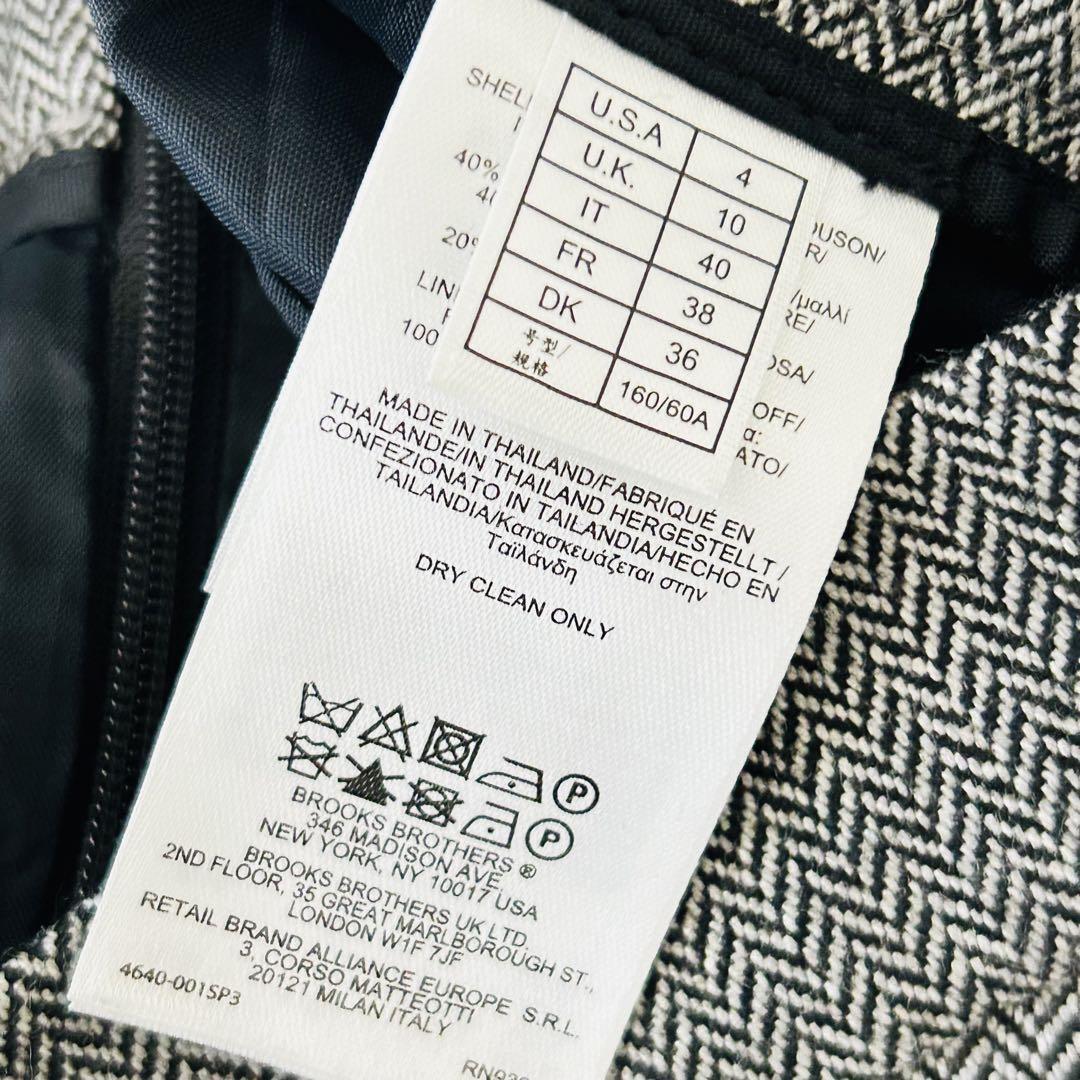 U.S.A 4
U.K. 10
IT 40
FR 38
DK 36
号型/
规格 160/60A
40%
20%
100
/μαλλί
MADE IN THAILAND/FABRIQUÉ EN
THAILANDE/IN THAILAND HERGESTELLT /
CONFEZIONATO IN TAILANDIA/HECHO EN
TAILANDIA/Κατασκευάζεται στην
Ταϊλάνδη
DRY CLEAN ONLY
P
P
BROOKS BROTHERS ®
346 MADISON AVE,
NEW YORK, NY 10017 USA
BROOKS BROTHERS UK LTD.
2ND FLOOR, 35 GREAT MARLBOROUGH ST.,
LONDON W1F 7JF
RETAIL BRAND ALLIANCE EUROPE S.R.L.
3, CORSO MATTEOTTI
20121 MILAN ITALY
4640-0015P3